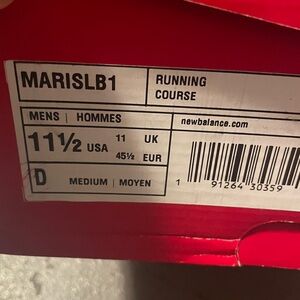 MARISLB1
RUNNING
COURSE
MENS | HOMMES
newbalance.com
11½ USA
11 UK
45½ EUR
D MEDIUM | MOYEN
1 91264 30359